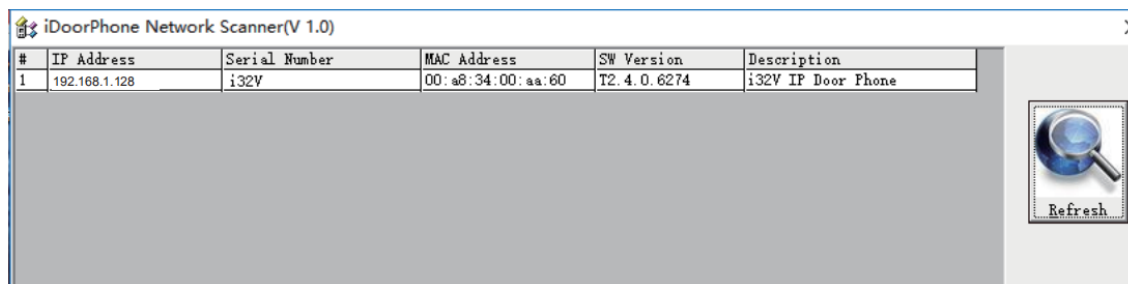 iDoorPhone Network Scanner(V 1.0)
# IP Address Serial Number MAC Address SW Version Description
1 192.168.1.128 i32V 00:a8:34:00:aa:60 T2.4.0.6274 i32V IP Door Phone
Refresh